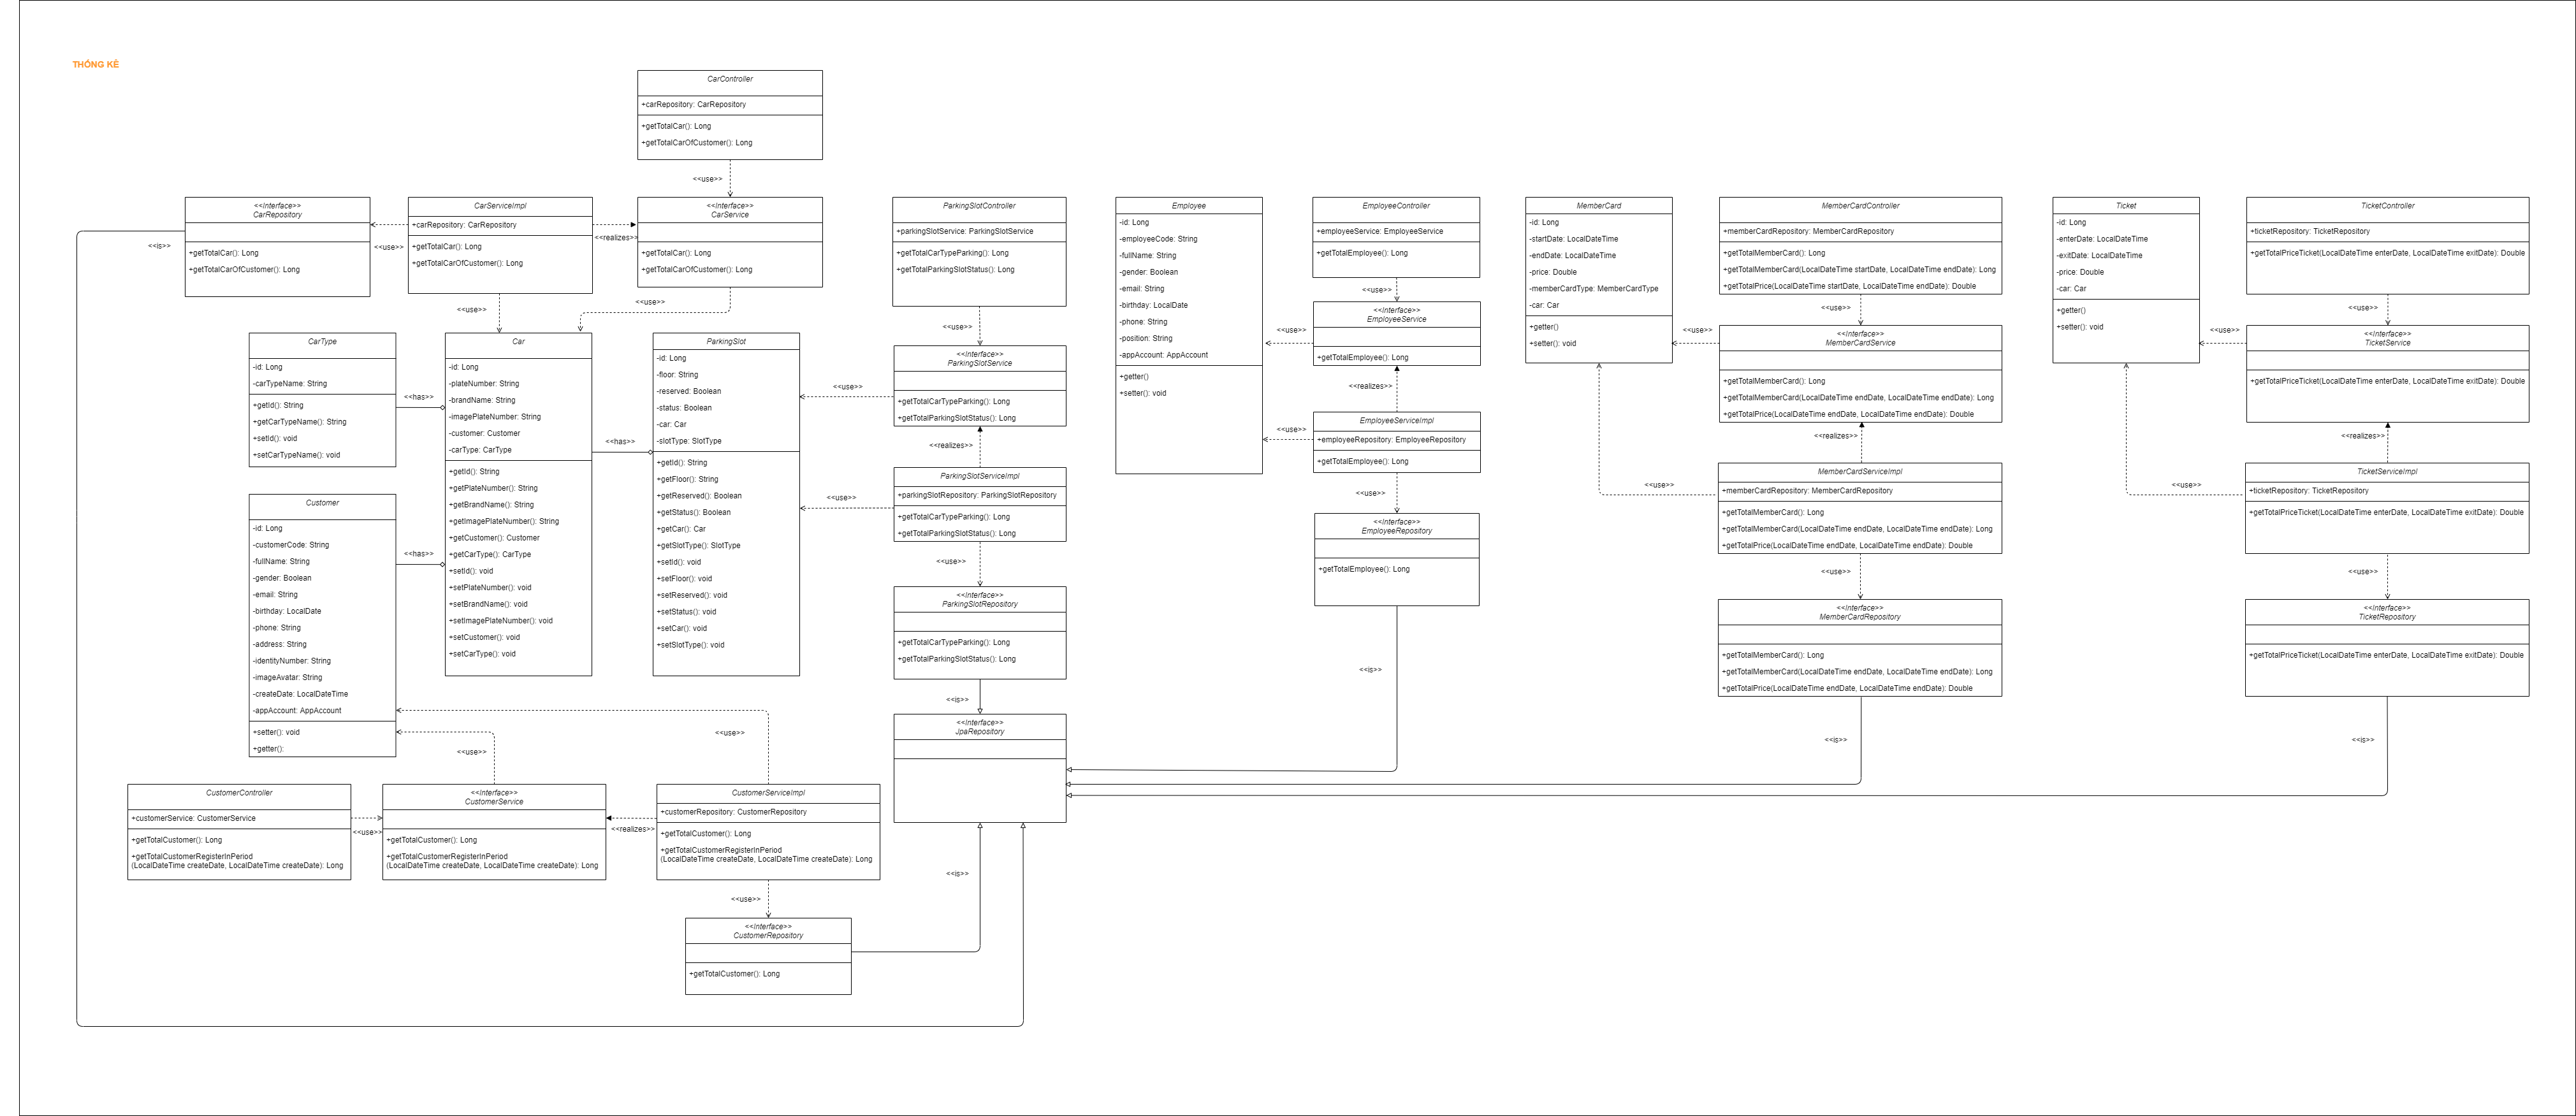 THỐNG KÊ
CarController
+carRepository: CarRepository
+getTotalCar(): Long
+getTotalCarOfCustomer(): Long
<<use>>
<<Interface>>
CarRepository
+getTotalCar(): Long
+getTotalCarOfCustomer(): Long
<<is>>
<<use>>
CarServiceImpl
+carRepository: CarRepository
+getTotalCar(): Long
+getTotalCarOfCustomer(): Long
<<realizes>>
<<use>>
<<Interface>>
CarService
+getTotalCar(): Long
+getTotalCarOfCustomer(): Long
<<use>>
CarType
-id: Long
-carTypeName: String
+getId(): String
+getCarTypeName(): String
+setId(): void
+setCarTypeName(): void
<<has>>
Car
-id: Long
-plateNumber: String
-brandName: String
-imagePlateNumber: String
-customer: Customer
-carType: CarType
+getId(): String
+getPlateNumber(): String
+getBrandName(): String
+getImagePlateNumber(): String
+getCustomer(): Customer
+getCarType(): CarType
+setId(): void
+setPlateNumber(): void
+setBrandName(): void
+setImagePlateNumber(): void
+setCustomer(): void
+setCarType(): void
<<has>>
ParkingSlot
-id: Long
-floor: String
-reserved: Boolean
-status: Boolean
-car: Car
-slotType: SlotType
+getId(): String
+getFloor(): String
+getReserved(): Boolean
+getStatus(): Boolean
+getCar(): Car
+getSlotType(): SlotType
+setId(): void
+setFloor(): void
+setReserved(): void
+setStatus(): void
+setCar(): void
+setSlotType(): void
Customer
-id: Long
-customerCode: String
-fullName: String
-gender: Boolean
-email: String
-birthday: LocalDate
-phone: String
-address: String
-identityNumber: String
-imageAvatar: String
-createDate: LocalDateTime
-appAccount: AppAccount
+setter(): void
+getter():
<<has>>
<<use>>
<<use>>
CustomerController
+customerService: CustomerService
+getTotalCustomer(): Long
+getTotalCustomerRegisterInPeriod
(LocalDateTime createDate, LocalDateTime createDate): Long
<<use>>
<<Interface>>
CustomerService
+getTotalCustomer(): Long
+getTotalCustomerRegisterInPeriod
(LocalDateTime createDate, LocalDateTime createDate): Long
<<realizes>>
CustomerServiceImpl
+customerRepository: CustomerRepository
+getTotalCustomer(): Long
+getTotalCustomerRegisterInPeriod
(LocalDateTime createDate, LocalDateTime createDate): Long
<<use>>
<<Interface>>
CustomerRepository
+getTotalCustomer(): Long
<<is>>
ParkingSlotController
+parkingSlotService: ParkingSlotService
+getTotalCarTypeParking(): Long
+getTotalParkingSlotStatus(): Long
<<use>>
<<Interface>>
ParkingSlotService
+getTotalCarTypeParking(): Long
+getTotalParkingSlotStatus(): Long
<<use>>
<<realizes>>
ParkingSlotServiceImpl
+parkingSlotRepository: ParkingSlotRepository
+getTotalCarTypeParking(): Long
+getTotalParkingSlotStatus(): Long
<<use>>
<<use>>
<<Interface>>
ParkingSlotRepository
+getTotalCarTypeParking(): Long
+getTotalParkingSlotStatus(): Long
<<is>>
<<Interface>>
JpaRepository
Employee
-id: Long
-employeeCode: String
-fullName: String
-gender: Boolean
-email: String
-birthday: LocalDate
-phone: String
-position: String
-appAccount: AppAccount
+getter()
+setter(): void
EmployeeController
+employeeService: EmployeeService
+getTotalEmployee(): Long
<<use>>
<<Interface>>
EmployeeService
+getTotalEmployee(): Long
<<use>>
<<realizes>>
EmployeeServiceImpl
+employeeRepository: EmployeeRepository
+getTotalEmployee(): Long
<<use>>
<<use>>
<<Interface>>
EmployeeRepository
+getTotalEmployee(): Long
<<is>>
MemberCard
-id: Long
-startDate: LocalDateTime
-endDate: LocalDateTime
-price: Double
-memberCardType: MemberCardType
-car: Car
+getter()
+setter(): void
MemberCardController
+memberCardRepository: MemberCardRepository
+getTotalMemberCard(): Long
+getTotalMemberCard(LocalDateTime startDate, LocalDateTime endDate): Long
+getTotalPrice(LocalDateTime startDate, LocalDateTime endDate): Double
<<use>>
<<Interface>>
MemberCardService
+getTotalMemberCard(): Long
+getTotalMemberCard(LocalDateTime endDate, LocalDateTime endDate): Long
+getTotalPrice(LocalDateTime endDate, LocalDateTime endDate): Double
<<use>>
<<realizes>>
MemberCardServiceImpl
+memberCardRepository: MemberCardRepository
+getTotalMemberCard(): Long
+getTotalMemberCard(LocalDateTime endDate, LocalDateTime endDate): Long
+getTotalPrice(LocalDateTime endDate, LocalDateTime endDate): Double
<<use>>
<<use>>
<<Interface>>
MemberCardRepository
+getTotalMemberCard(): Long
+getTotalMemberCard(LocalDateTime endDate, LocalDateTime endDate): Long
+getTotalPrice(LocalDateTime endDate, LocalDateTime endDate): Double
<<is>>
Ticket
-id: Long
-enterDate: LocalDateTime
-exitDate: LocalDateTime
-price: Double
-car: Car
+getter()
+setter(): void
TicketController
+ticketRepository: TicketRepository
+getTotalPriceTicket(LocalDateTime enterDate, LocalDateTime exitDate): Double
<<use>>
<<Interface>>
TicketService
+getTotalPriceTicket(LocalDateTime enterDate, LocalDateTime exitDate): Double
<<use>>
<<realizes>>
TicketServiceImpl
+ticketRepository: TicketRepository
+getTotalPriceTicket(LocalDateTime enterDate, LocalDateTime exitDate): Double
<<use>>
<<use>>
<<Interface>>
TicketRepository
+getTotalPriceTicket(LocalDateTime enterDate, LocalDateTime exitDate): Double
<<is>>